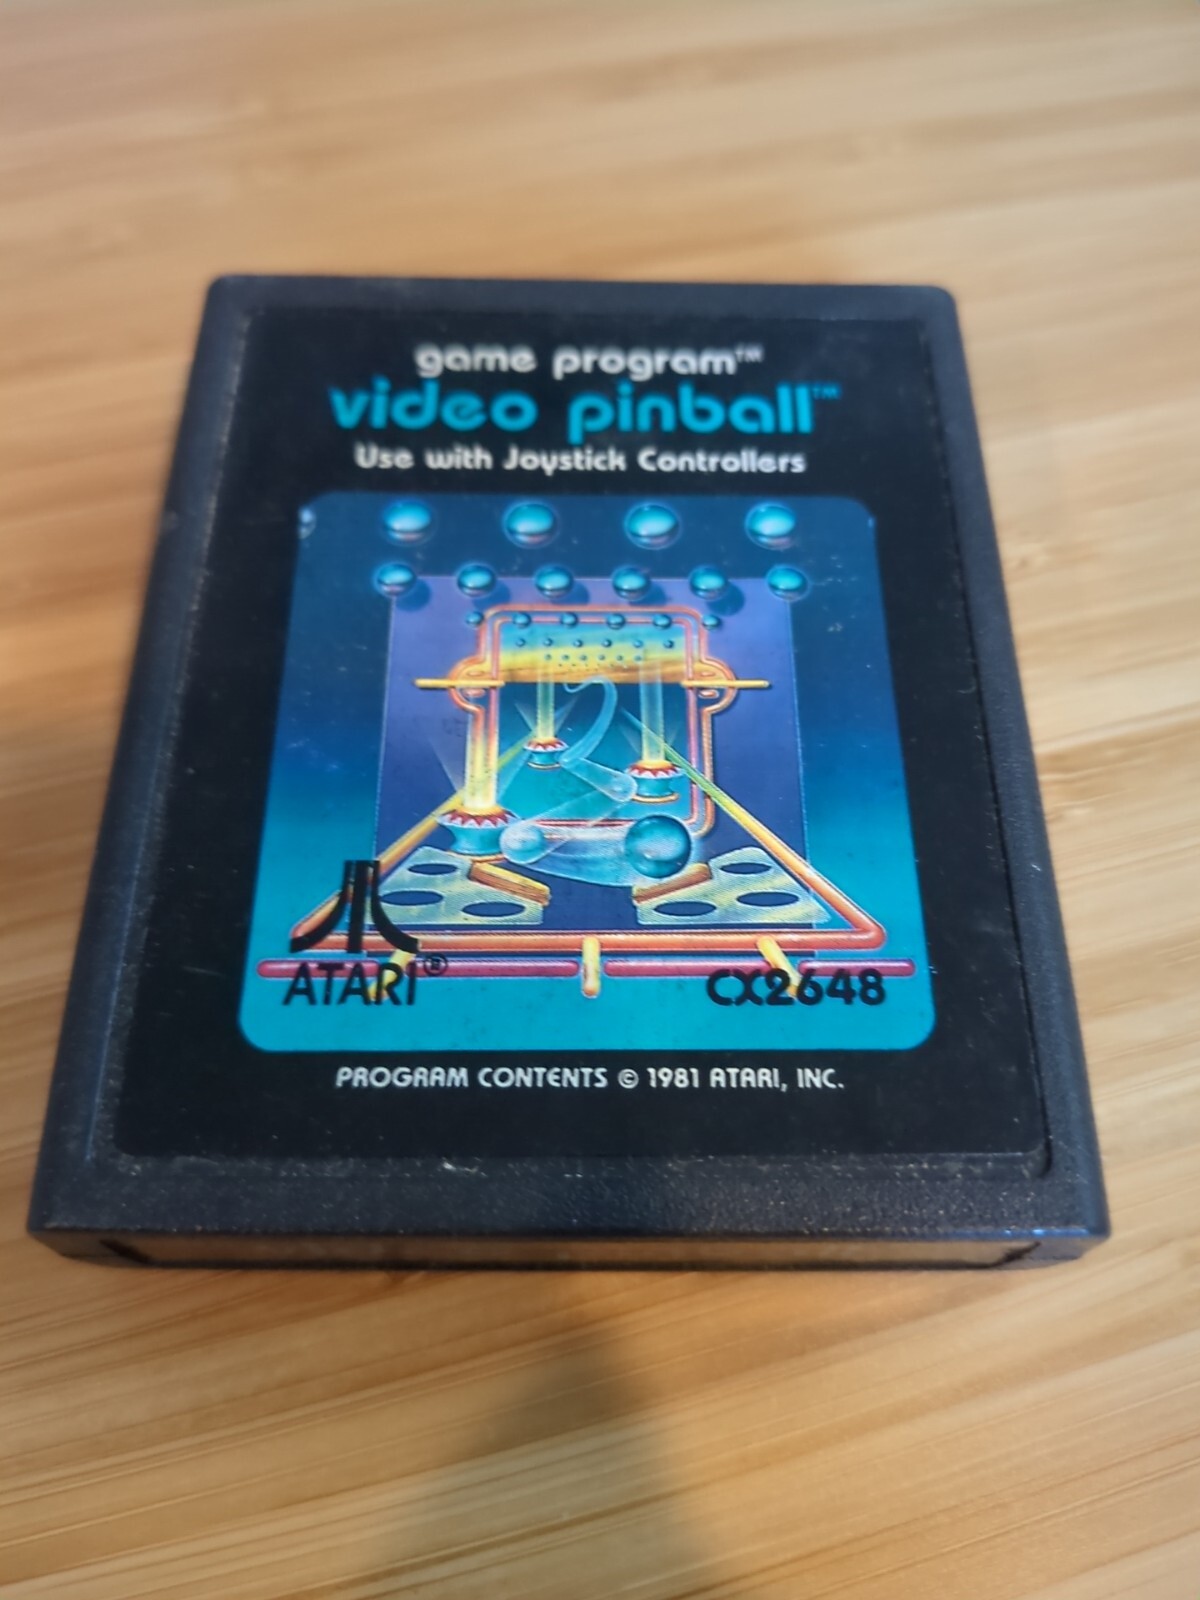 game program™
video pinball™
Use with Joystick Controllers
ATARI®
CX2648
PROGRAM CONTENTS © 1981 ATARI, INC.